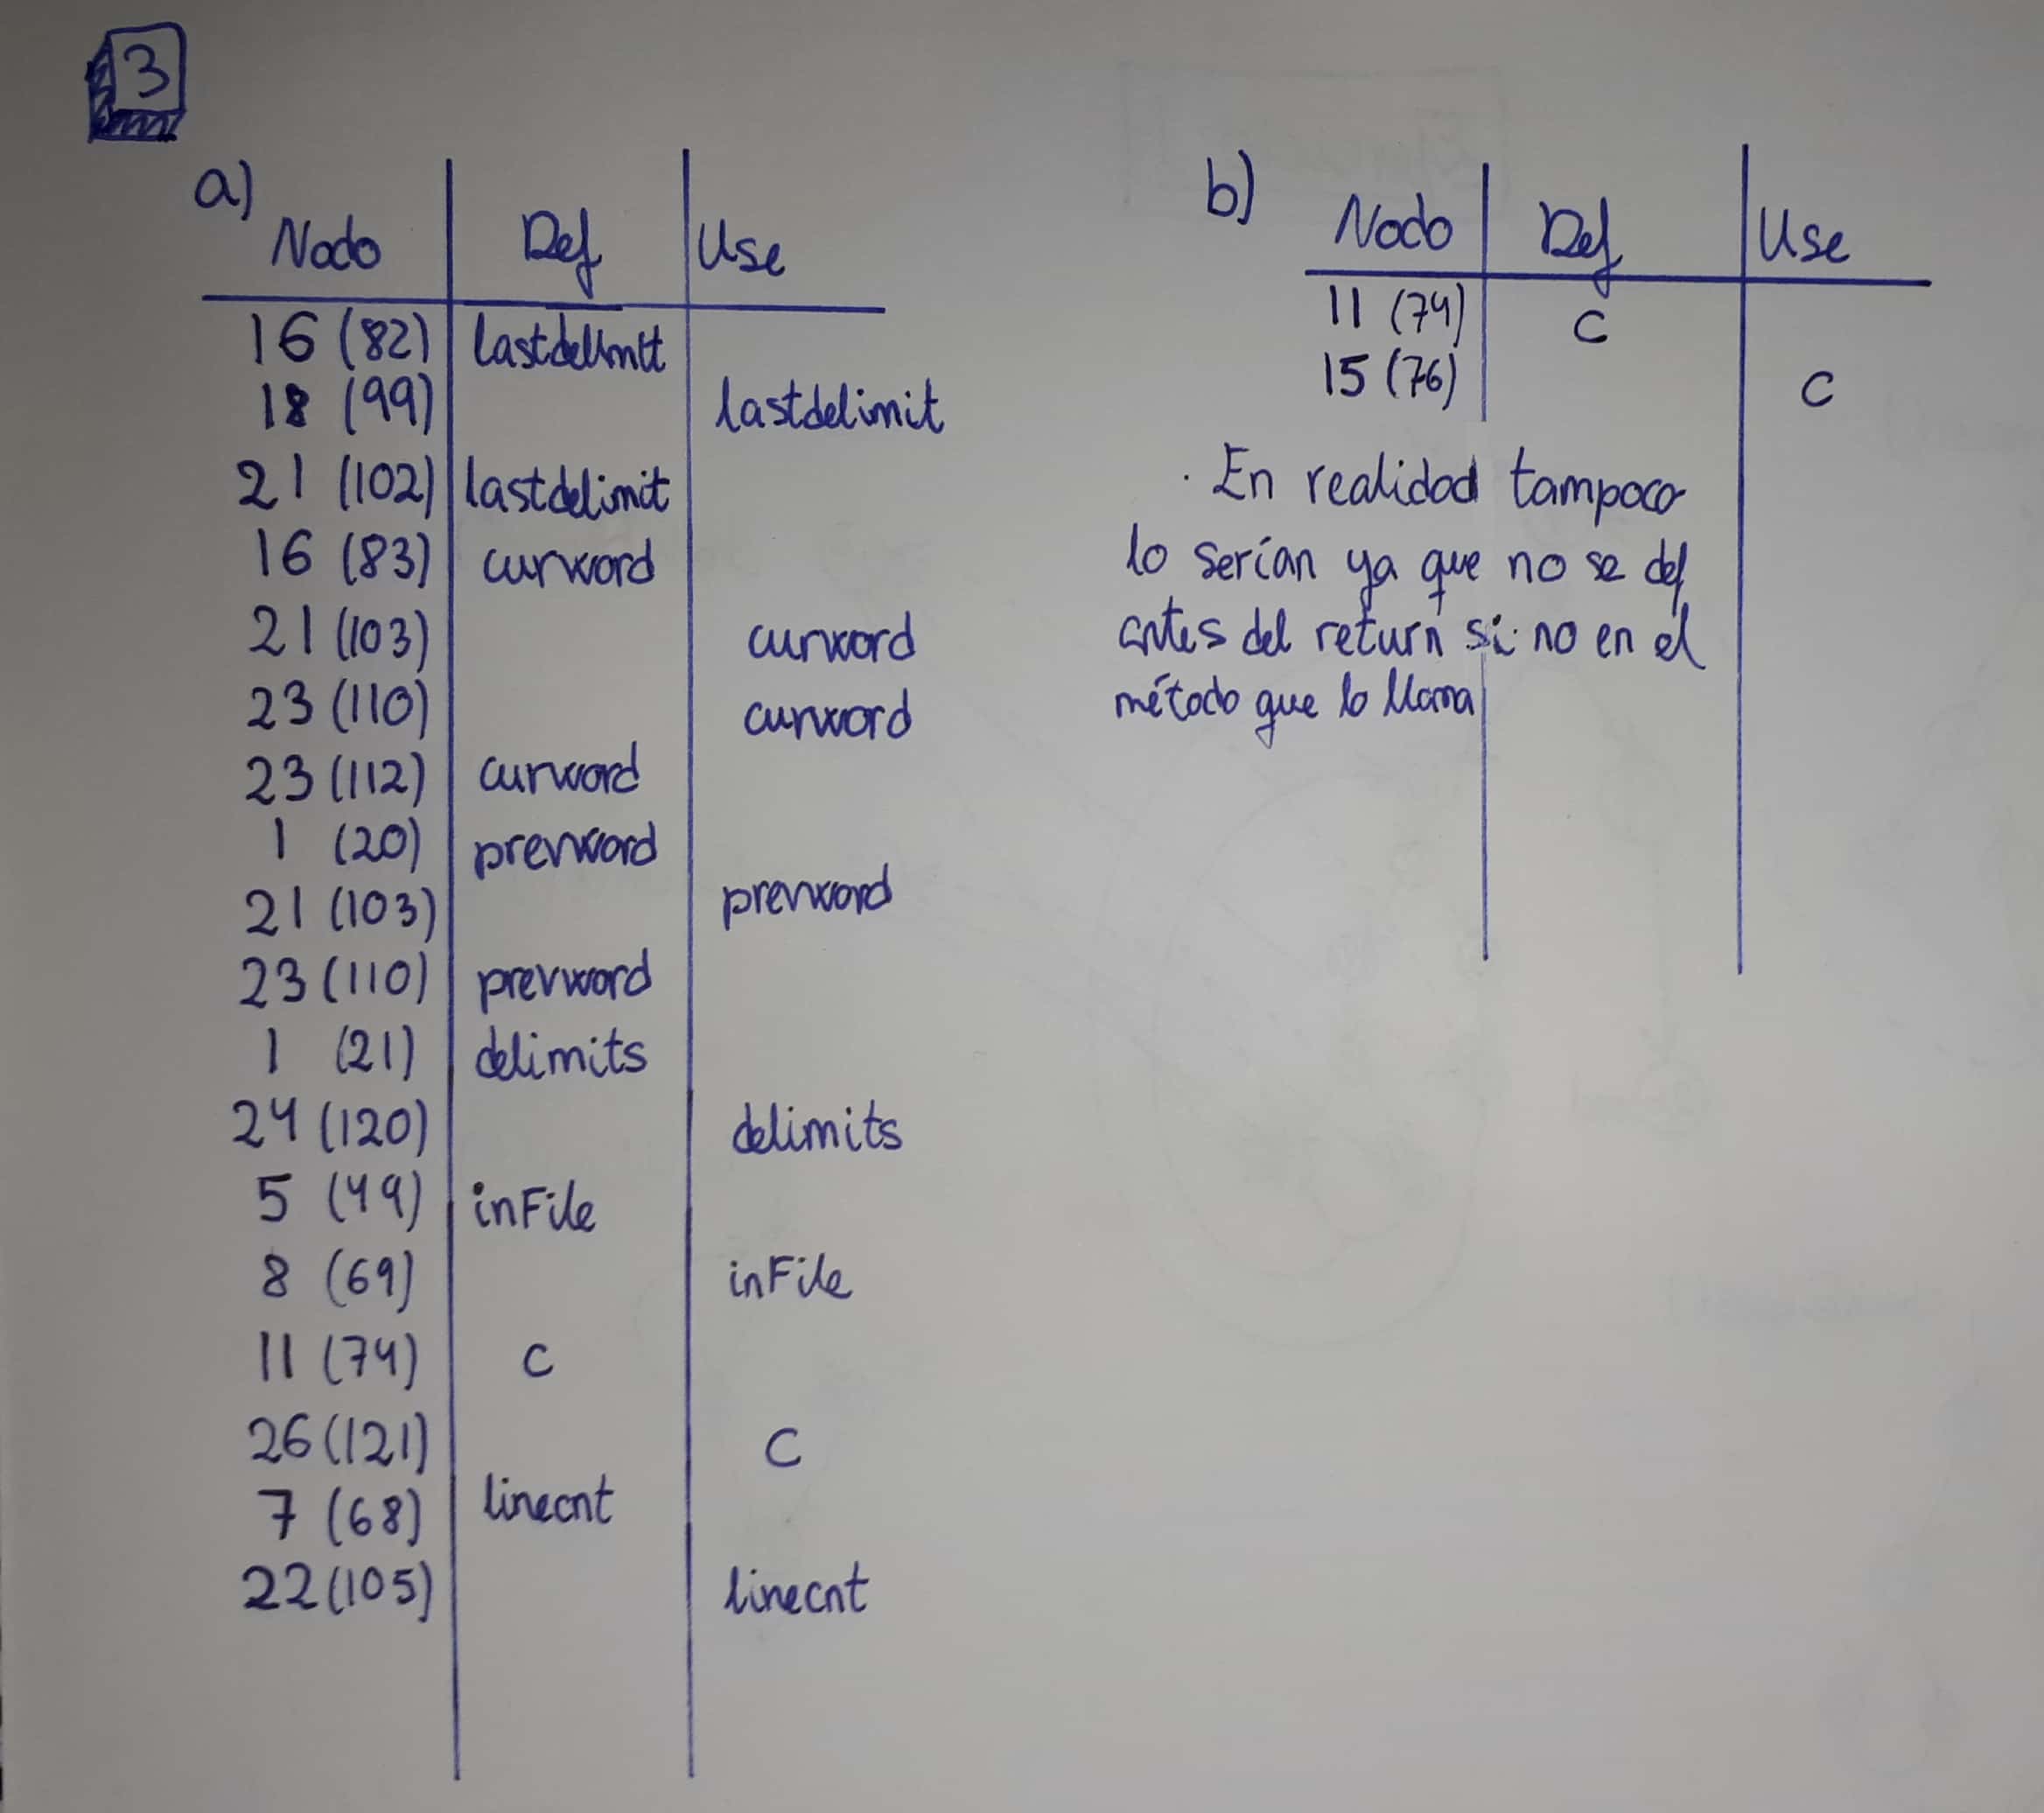 3
a)
Nodo Def Use
16 (82) lastdelimit
18 (99) lastdelimit
21 (102) lastdelimit
16 (83) curword
21 (103) curword
23 (110) curword
23 (112) curword
1 (20) prevword
21 (103) prevword
23 (110) prevword
1 (21) delimits
24 (120) delimits
5 (49) inFile
8 (69) inFile
11 (74) C
26 (121) C
7 (68) linecnt
22 (105) linecnt
b)
Nodo Def Use
11 (74) C
15 (76) C
· En realidad tampoco
lo serían ya que no se def
antes del return si no en el
método que lo llama